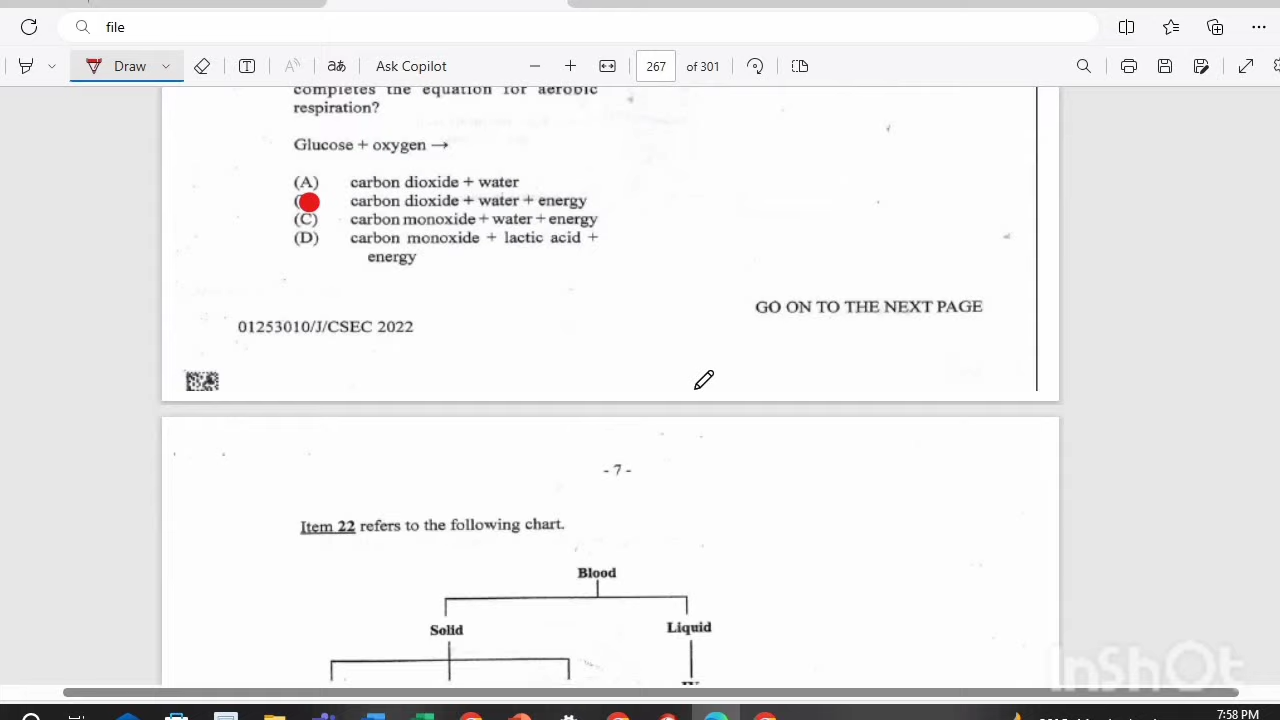 file
Draw
Ask Copilot
267 of 301
completes the equation for aerobic
respiration?
Glucose + oxygen →
(A) carbon dioxide + water
( carbon dioxide + water + energy
(C) carbon monoxide + water + energy
(D) carbon monoxide + lactic acid +
energy
GO ON TO THE NEXT PAGE
01253010/J/CSEC 2022
- 7 -
Item 22 refers to the following chart.
Blood
Solid Liquid
InShOt
7:58 PM